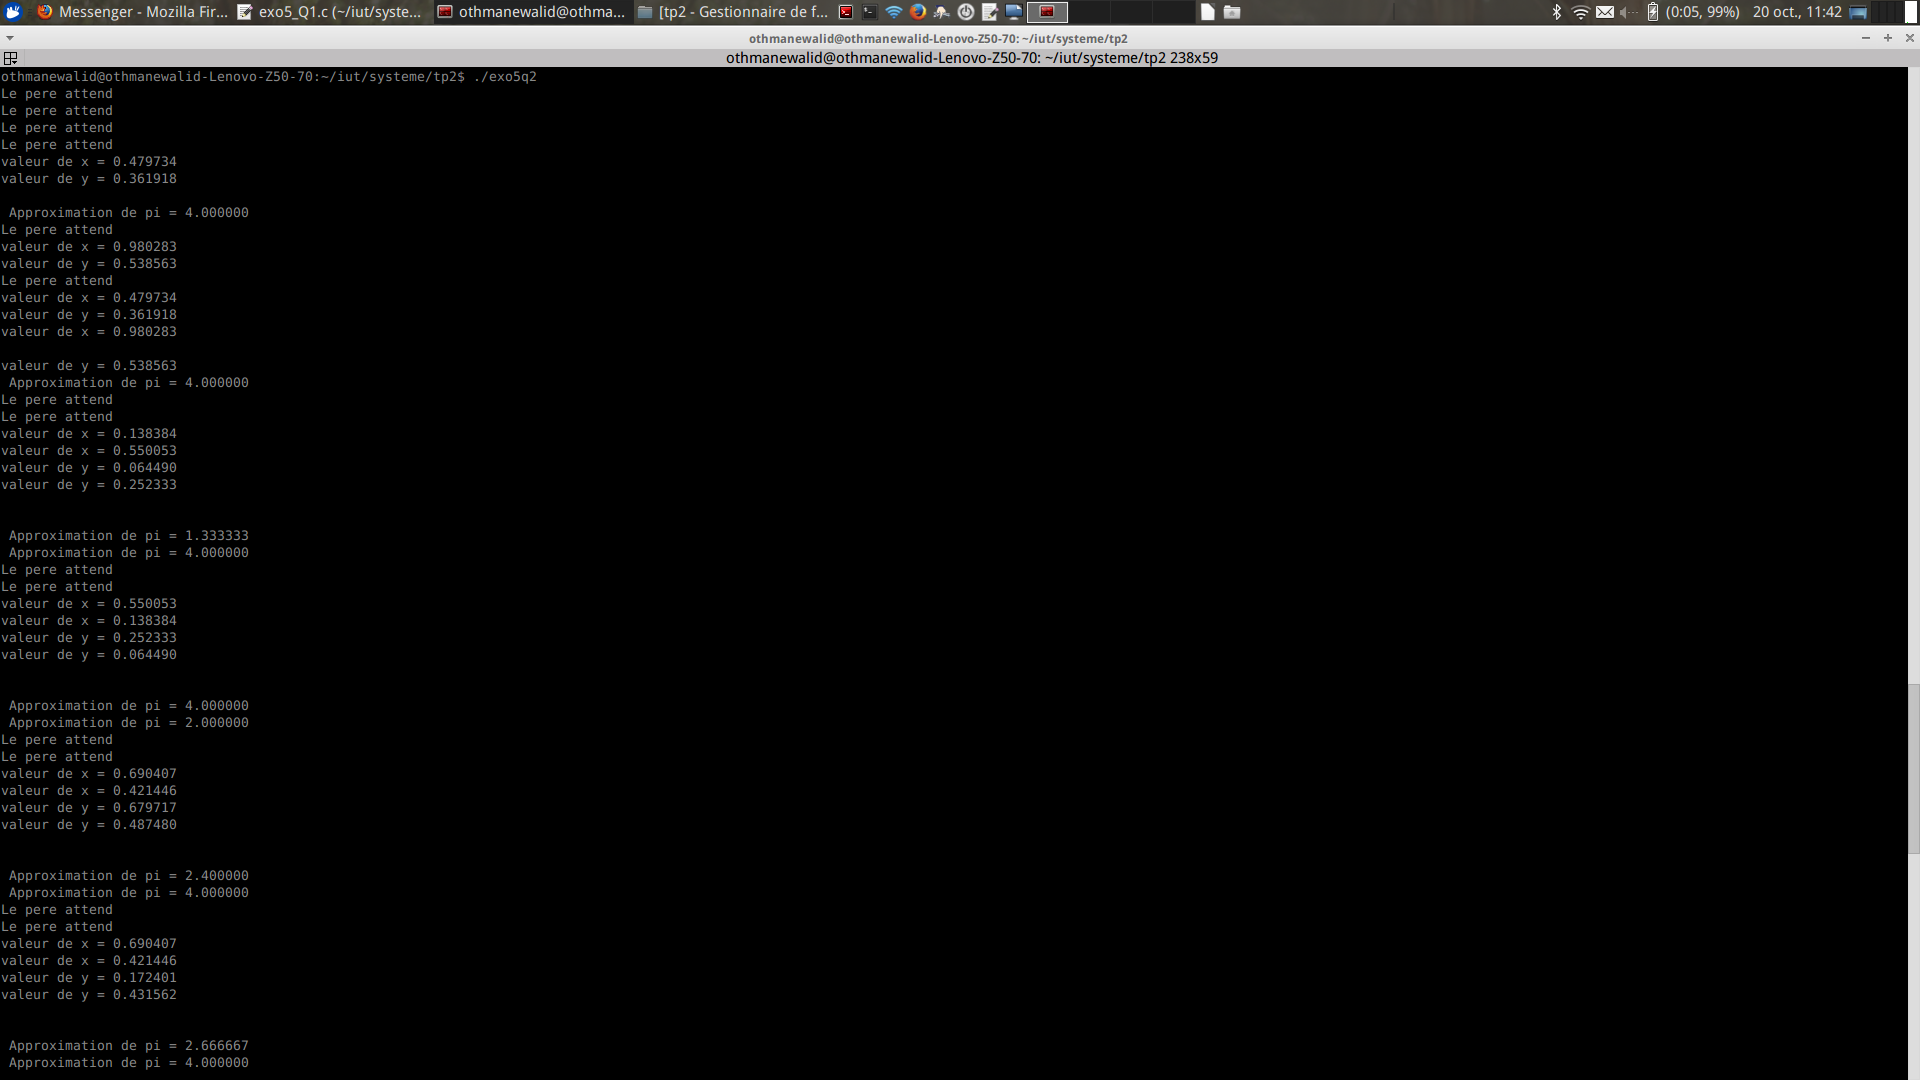 Messenger - Mozilla Fir... exo5_Q1.c (~/iut/syste... othmanewalid@othma... [tp2 - Gestionnaire de f... (0:05, 99%) 20 oct., 11:42
othmanewalid@othmanewalid-Lenovo-Z50-70: ~/iut/systeme/tp2
othmanewalid@othmanewalid-Lenovo-Z50-70: ~/iut/systeme/tp2 238x59
othmanewalid@othmanewalid-Lenovo-Z50-70:~/iut/systeme/tp2$ ./exo5q2
Le pere attend
Le pere attend
Le pere attend
Le pere attend
valeur de x = 0.479734
valeur de y = 0.361918
Approximation de pi = 4.000000
Le pere attend
valeur de x = 0.980283
valeur de y = 0.538563
Le pere attend
valeur de x = 0.479734
valeur de y = 0.361918
valeur de x = 0.980283
valeur de y = 0.538563
Approximation de pi = 4.000000
Le pere attend
Le pere attend
valeur de x = 0.138384
valeur de x = 0.550053
valeur de y = 0.064490
valeur de y = 0.252333
Approximation de pi = 1.333333
Approximation de pi = 4.000000
Le pere attend
Le pere attend
valeur de x = 0.550053
valeur de x = 0.138384
valeur de y = 0.252333
valeur de y = 0.064490
Approximation de pi = 4.000000
Approximation de pi = 2.000000
Le pere attend
Le pere attend
valeur de x = 0.690407
valeur de x = 0.421446
valeur de y = 0.679717
valeur de y = 0.487480
Approximation de pi = 2.400000
Approximation de pi = 4.000000
Le pere attend
Le pere attend
valeur de x = 0.690407
valeur de x = 0.421446
valeur de y = 0.172401
valeur de y = 0.431562
Approximation de pi = 2.666667
Approximation de pi = 4.000000